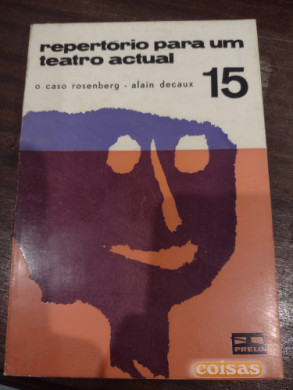 repertório para um
teatro actual
o caso rosenberg - alain decaux
15
PRELO
coisas